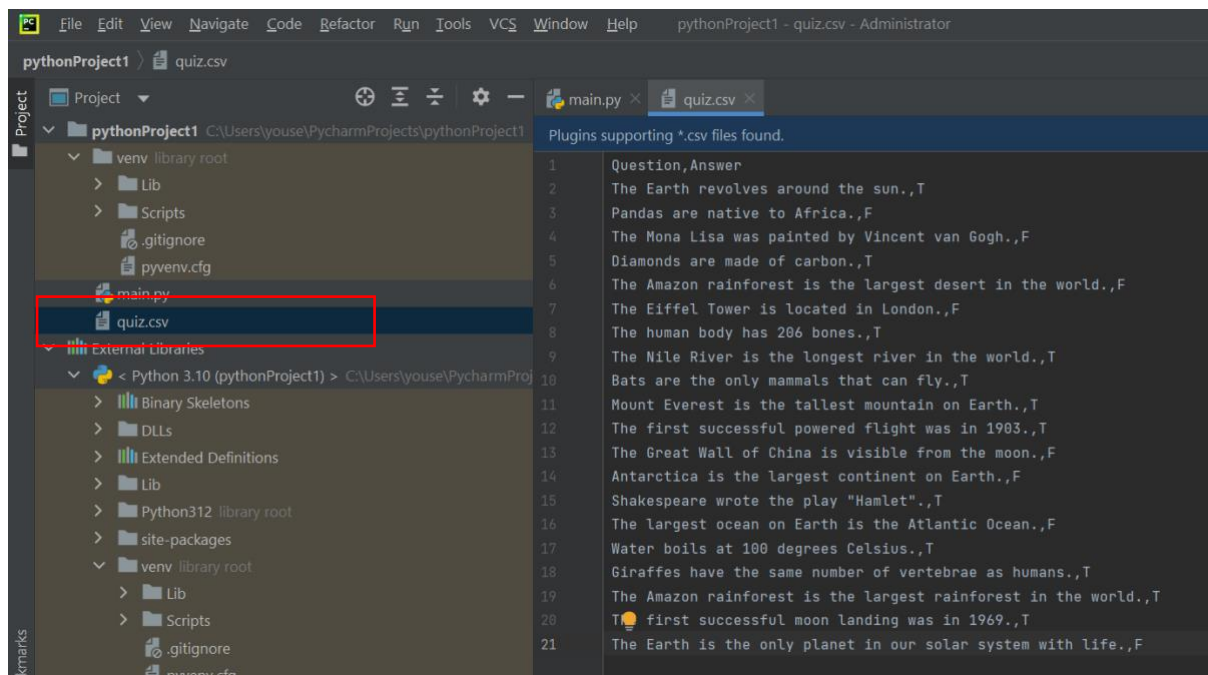 PC File Edit View Navigate Code Refactor Run Tools VCS Window Help pythonProject1 - quiz.csv - Administrator
pythonProject1 quiz.csv
Project
Project
main.py quiz.csv
pythonProject1 C:\Users\youse\PycharmProjects\pythonProject1
venv library root
Lib
Scripts
.gitignore
pyvenv.cfg
main.py
quiz.csv
External Libraries
< Python 3.10 (pythonProject1) > C:\Users\youse\PycharmProj
Binary Skeletons
DLLs
Extended Definitions
Lib
Python312 library root
site-packages
venv library root
Lib
Scripts
.gitignore
pyvenv.cfg
Plugins supporting *.csv files found.
1 Question,Answer
2 The Earth revolves around the sun.,T
3 Pandas are native to Africa.,F
4 The Mona Lisa was painted by Vincent van Gogh.,F
5 Diamonds are made of carbon.,T
6 The Amazon rainforest is the largest desert in the world.,F
7 The Eiffel Tower is located in London.,F
8 The human body has 206 bones.,T
9 The Nile River is the longest river in the world.,T
10 Bats are the only mammals that can fly.,T
11 Mount Everest is the tallest mountain on Earth.,T
12 The first successful powered flight was in 1903.,T
13 The Great Wall of China is visible from the moon.,F
14 Antarctica is the largest continent on Earth.,F
15 Shakespeare wrote the play "Hamlet".,T
16 The largest ocean on Earth is the Atlantic Ocean.,F
17 Water boils at 100 degrees Celsius.,T
18 Giraffes have the same number of vertebrae as humans.,T
19 The Amazon rainforest is the largest rainforest in the world.,T
20 The first successful moon landing was in 1969.,T
21 The Earth is the only planet in our solar system with life.,F